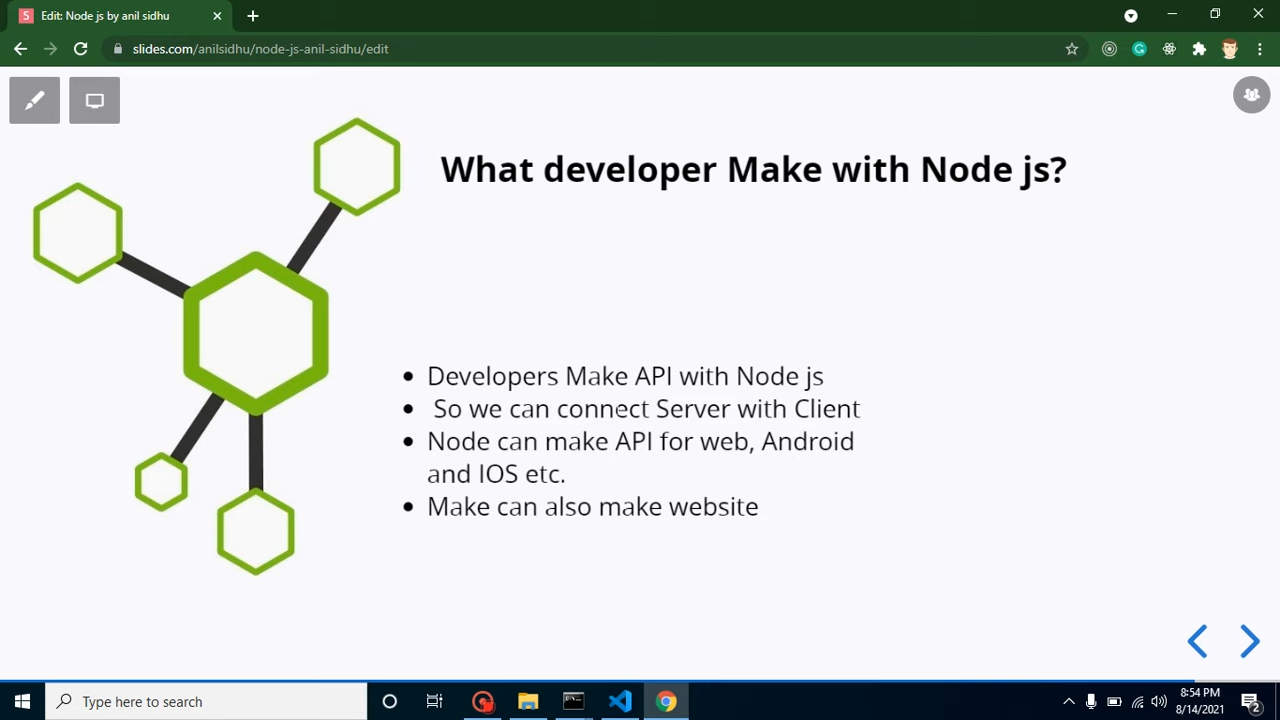 Edit: Node js by anil sidhu
slides.com/anilsidhu/node-js-anil-sidhu/edit
What developer Make with Node js?
• Developers Make API with Node js
• So we can connect Server with Client
• Node can make API for web, Android
and IOS etc.
• Make can also make website
Type here to search
8:54 PM
8/14/2021
2